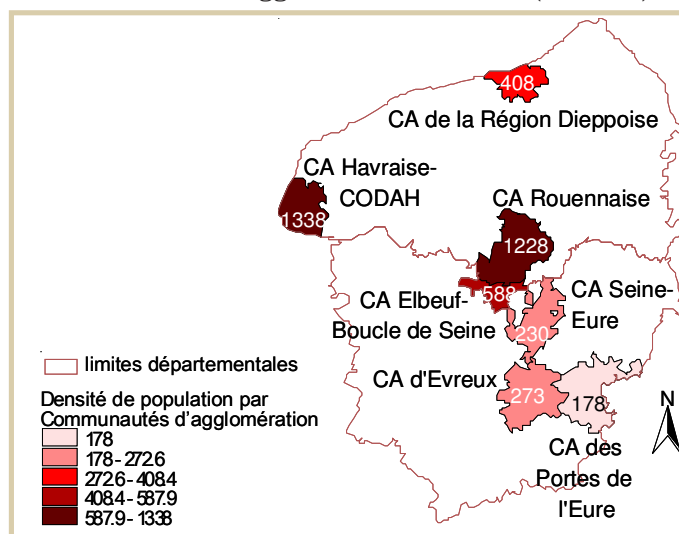 408
CA de la Région Dieppoise
CA Havraise-
CODAH
1338
CA Rouennaise
1228
588
CA Elbeuf-
Boucle de Seine
CA Seine-
Eure
230
CA d'Evreux
273
178
CA des
Portes de
l'Eure
N
limites départementales
Densité de population par
Communautés d'agglomération
178
178 - 272.6
272.6 - 408.4
408.4 - 587.9
587.9 - 1338